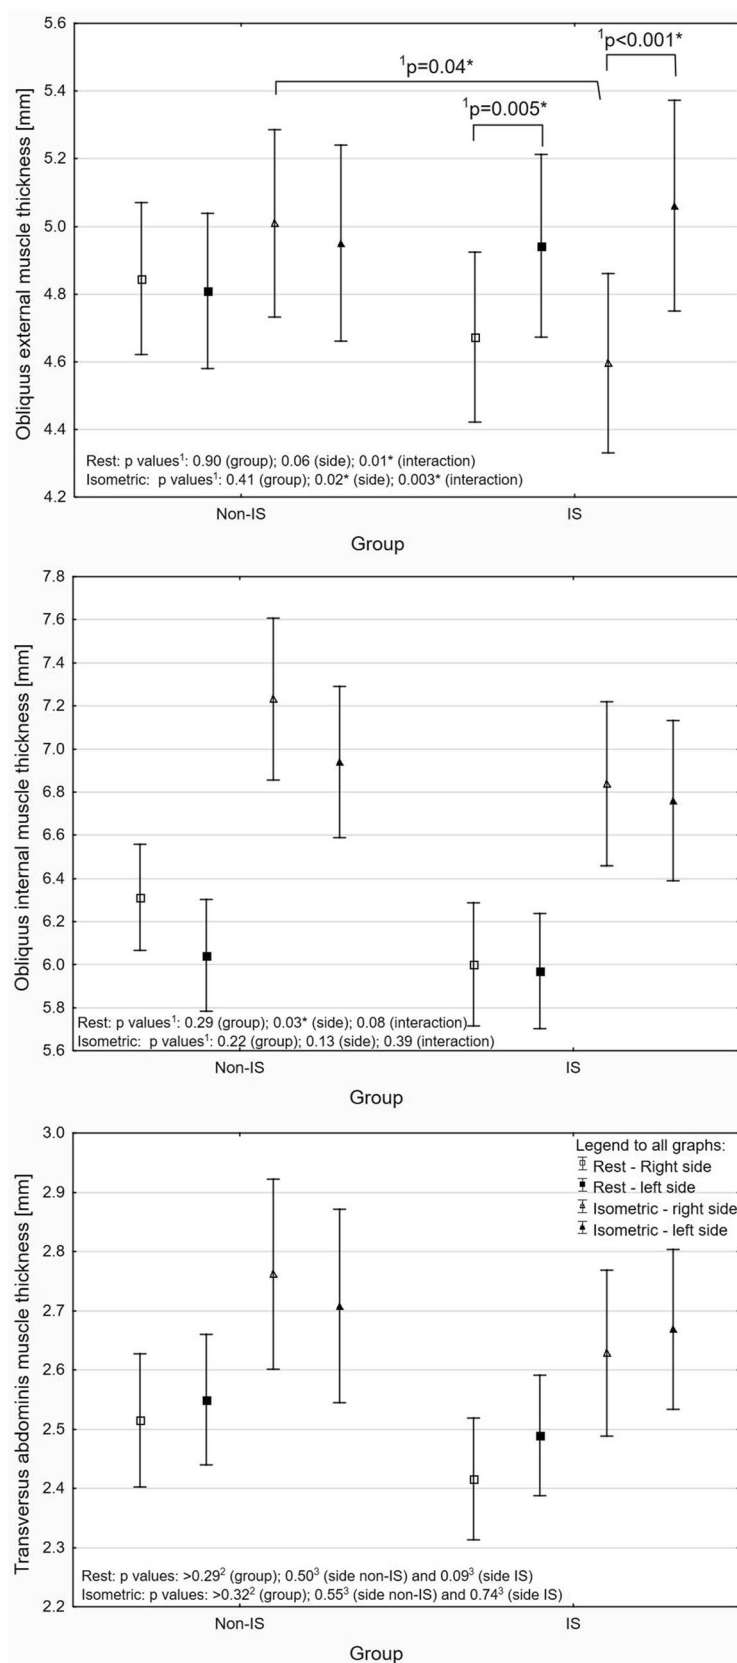 Obliquus external muscle thickness [mm]
5.6
5.4
5.2
5.0
4.8
4.6
4.4
4.2
¹p=0.04*
¹p=0.005*
¹p<0.001*
Rest: p values¹: 0.90 (group); 0.06 (side); 0.01* (interaction)
Isometric: p values¹: 0.41 (group); 0.02* (side); 0.003* (interaction)
Non-IS
IS
Group
Obliquus internal muscle thickness [mm]
7.8
7.6
7.4
7.2
7.0
6.8
6.6
6.4
6.2
6.0
5.8
5.6
Rest: p values¹: 0.29 (group); 0.03* (side); 0.08 (interaction)
Isometric: p values¹: 0.22 (group); 0.13 (side); 0.39 (interaction)
Non-IS
IS
Group
Transversus abdominis muscle thickness [mm]
3.0
2.9
2.8
2.7
2.6
2.5
2.4
2.3
2.2
Legend to all graphs:
Rest - Right side
Rest - left side
Isometric - right side
Isometric - left side
Rest: p values: >0.29² (group); 0.50³ (side non-IS) and 0.09³ (side IS)
Isometric: p values: >0.32² (group); 0.55³ (side non-IS) and 0.74³ (side IS)
Non-IS
IS
Group